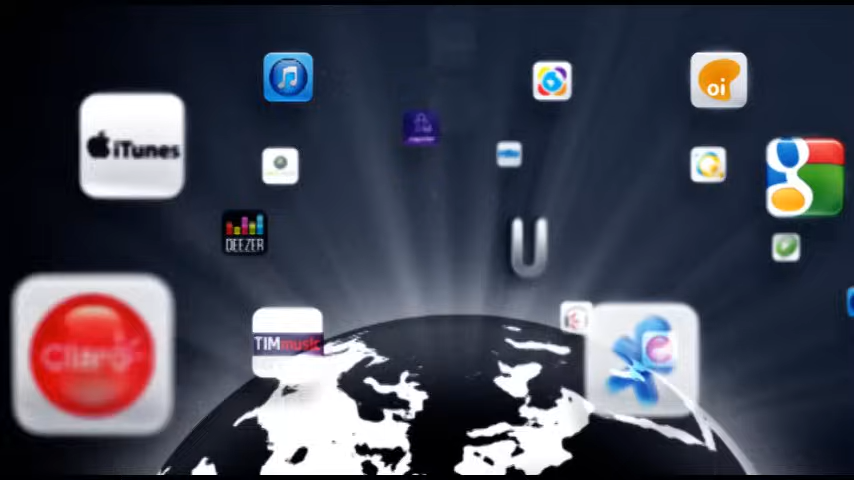 oi
iTunes
DEEZER
U
Claro
TIMmusic
e